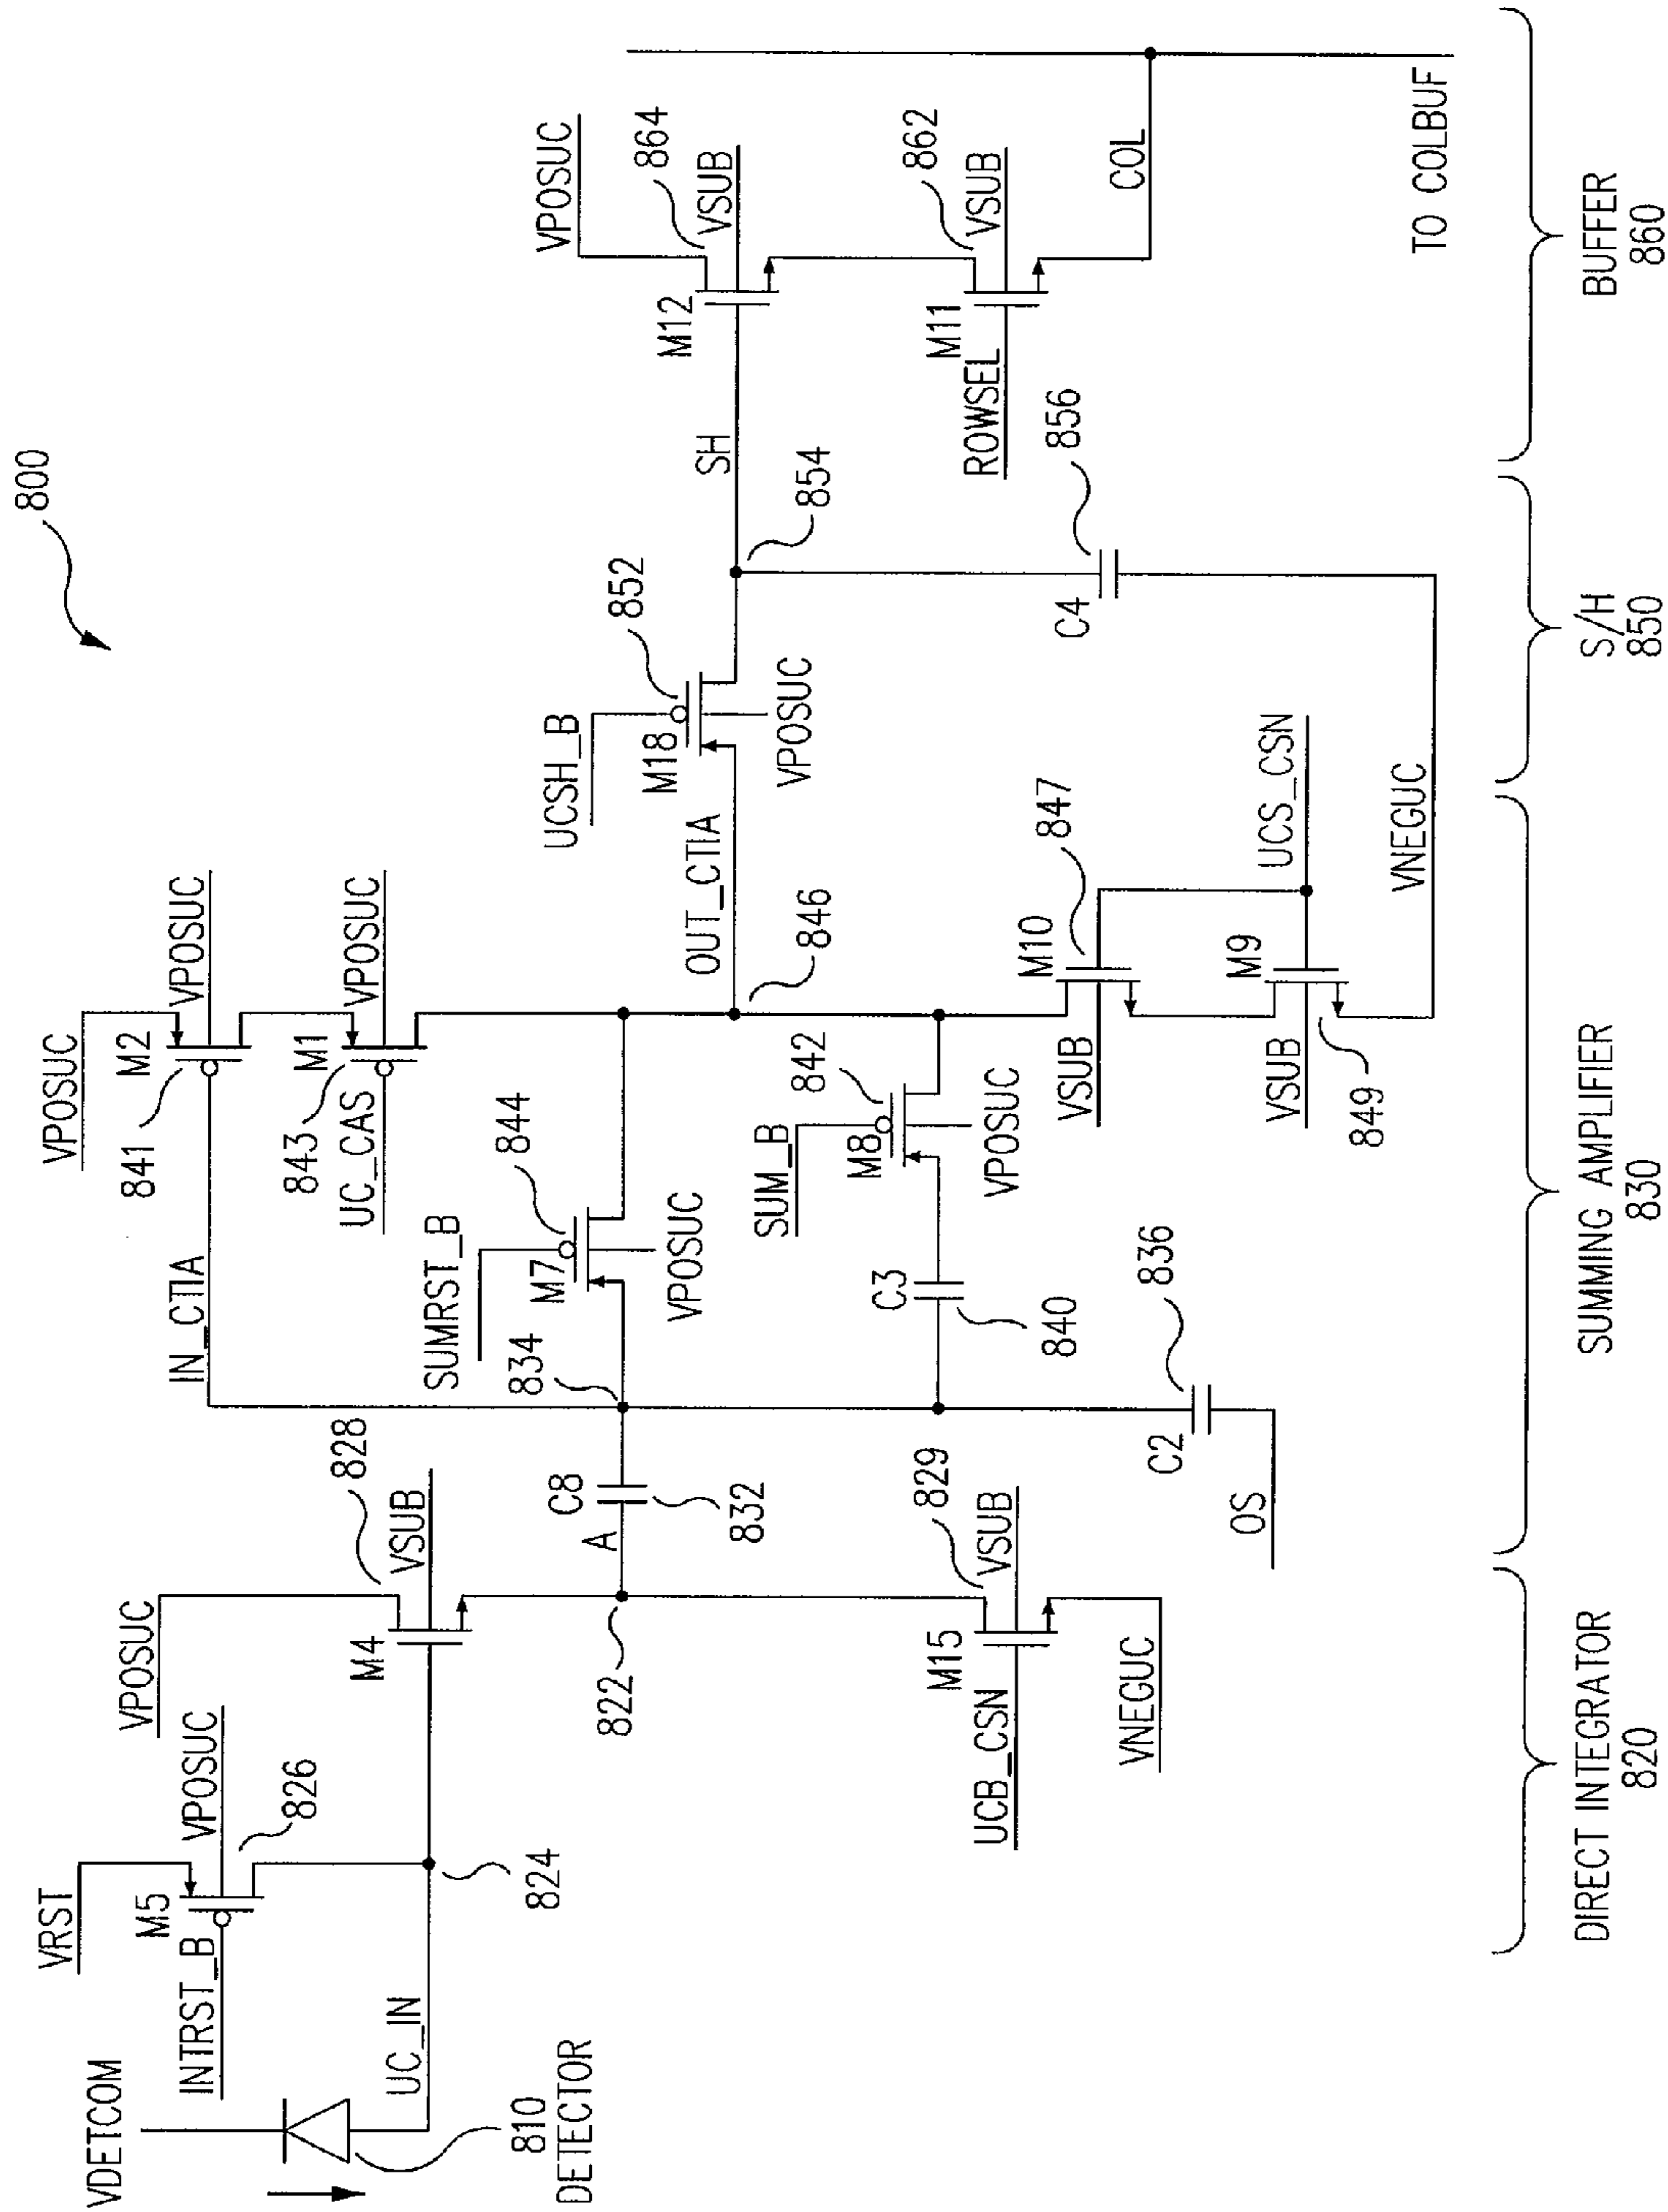 800
VDETCOM
810
DETECTOR
UC_IN
VRST
INTRST_B
M5
VPOSUC
826
824
VPOSUC
M4
VSUB
828
822
A
UCB_CSN
M15
VSUB
829
VNEGUC
C8
832
834
IN_CTIA
VPOSUC
M2
VPOSUC
841
M1
VPOSUC
843
UC_CAS
SUMRST_B
M7
844
VPOSUC
SUM_B
M8
842
VPOSUC
C3
840
C2
836
OS
OUT_CTIA
846
M10
847
VSUB
M9
VSUB
849
UCS_CSN
VNEGUC
UCSH_B
M18
852
VPOSUC
854
SH
C4
856
VPOSUC
M12
864
VSUB
ROWSEL
M11
862
VSUB
COL
TO COLBUF
DIRECT INTEGRATOR
820
SUMMING AMPLIFIER
830
S/H
850
BUFFER
860